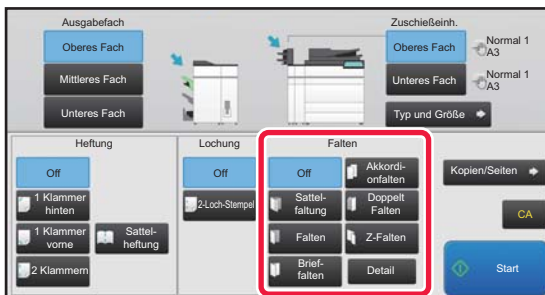 Ausgabefach
Oberes Fach
Mittleres Fach
Unteres Fach
Zuschießeinh.
Oberes Fach
Normal 1
A3
Unteres Fach
Normal 1
A3
Typ und Größe
Heftung
Off
1 Klammer
hinten
1 Klammer
vorne
Sattel-
heftung
2 Klammern
Lochung
Off
2-Loch-Stempel
Falten
Off
Akkordi-
onfalten
Sattel-
faltung
Doppelt
Falten
Falten
Z-Falten
Brief-
falten
Detail
Kopien/Seiten
CA
Start